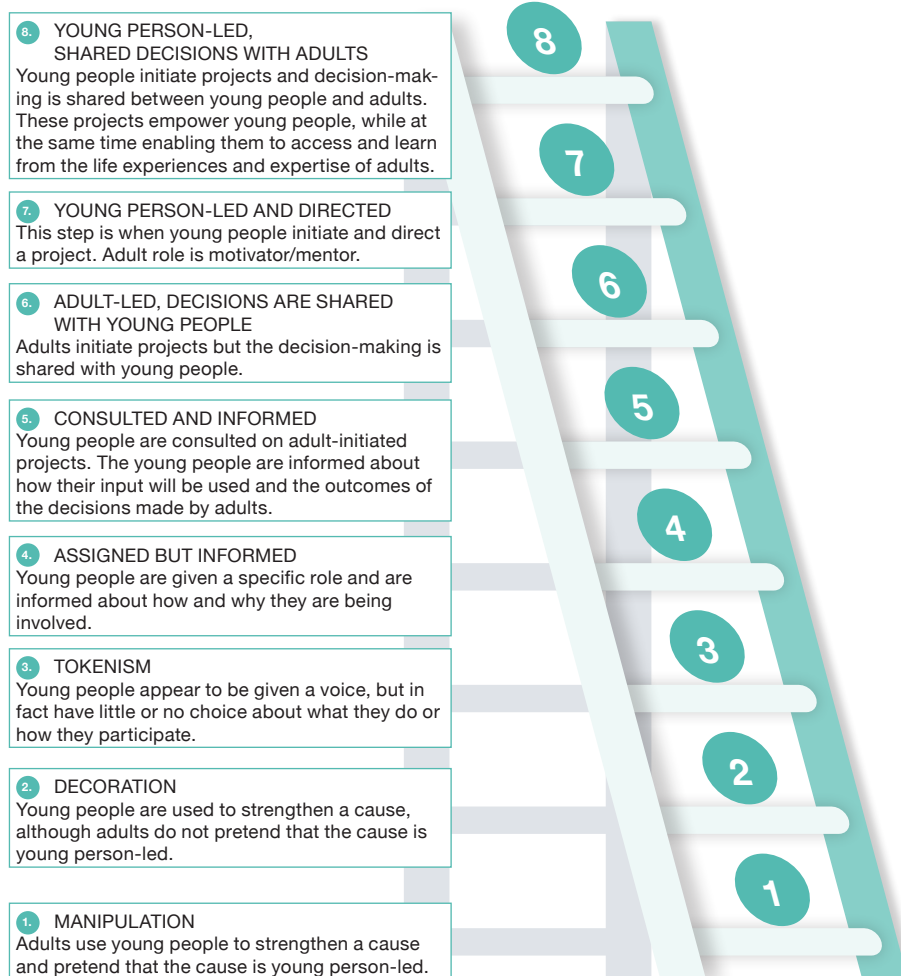 8. YOUNG PERSON-LED,
SHARED DECISIONS WITH ADULTS
Young people initiate projects and decision-mak-
ing is shared between young people and adults.
These projects empower young people, while at
the same time enabling them to access and learn
from the life experiences and expertise of adults.
7. YOUNG PERSON-LED AND DIRECTED
This step is when young people initiate and direct
a project. Adult role is motivator/mentor.
6. ADULT-LED, DECISIONS ARE SHARED
WITH YOUNG PEOPLE
Adults initiate projects but the decision-making is
shared with young people.
5. CONSULTED AND INFORMED
Young people are consulted on adult-initiated
projects. The young people are informed about
how their input will be used and the outcomes of
the decisions made by adults.
4. ASSIGNED BUT INFORMED
Young people are given a specific role and are
informed about how and why they are being
involved.
3. TOKENISM
Young people appear to be given a voice, but in
fact have little or no choice about what they do or
how they participate.
2. DECORATION
Young people are used to strengthen a cause,
although adults do not pretend that the cause is
young person-led.
1. MANIPULATION
Adults use young people to strengthen a cause
and pretend that the cause is young person-led.
8
7
6
5
4
3
2
1